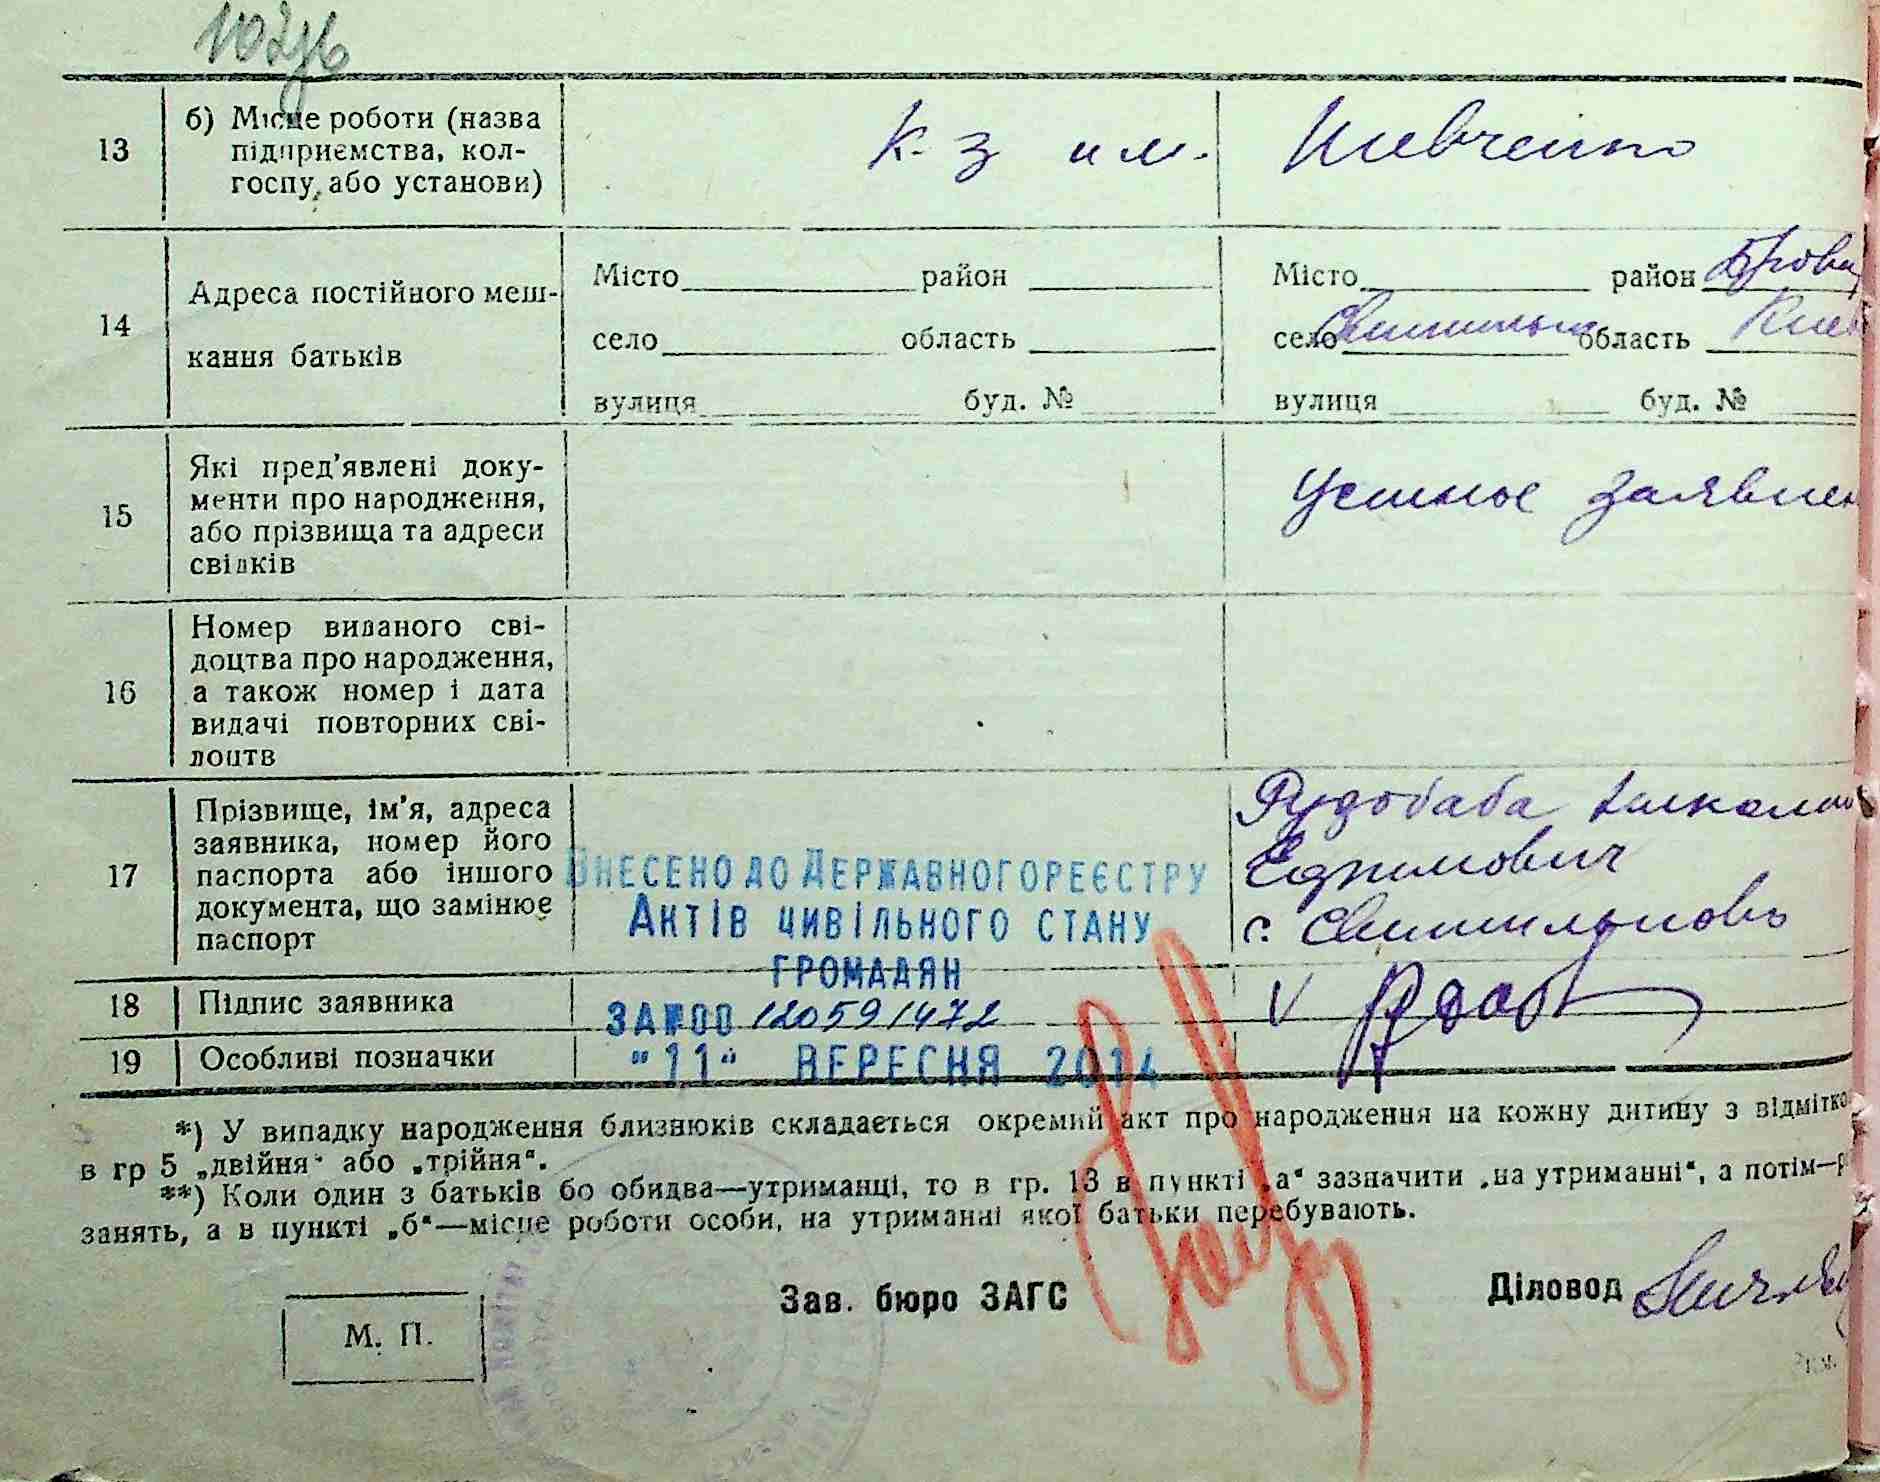 13 б) Місце роботи (назва
підприємства, кол-
госпу, або установи)
к-з им. Шевченко
14 Адреса постійного меш-
кання батьків
Місто район
село область
вулиця буд. №
Місто район Брова
село область Киев
вулиця буд. №
15 Які пред'явлені доку-
менти про народження,
або прізвища та адреси
свідків
Устное заявлен
16 Номер виданого сві-
доцтва про народження,
а також номер і дата
видачі повторних сві-
доцтв
17 Прізвище, ім'я, адреса
заявника, номер його
паспорта або іншого
документа, що замінює
паспорт
Рудобаба
Ефимович
с.
Внесено до Державного реєстру
Актів цивільного стану
громадян
за №00 120591472
"11" вересня 2014
18 Підпис заявника
V
19 Особливі позначки
*) У випадку народження близнюків складається окремий акт про народження на кожну дитину з відмітко
в гр 5 „двійня" або „трійня".
**) Коли один з батьків бо обидва—утриманці, то в гр. 13 в пункті „а" зазначити „на утриманні", а потім—р
занять, а в пункті „б"—місце роботи особи, на утриманні якої батьки перебувають.
Зав. бюро ЗАГС
Діловод
М. П.